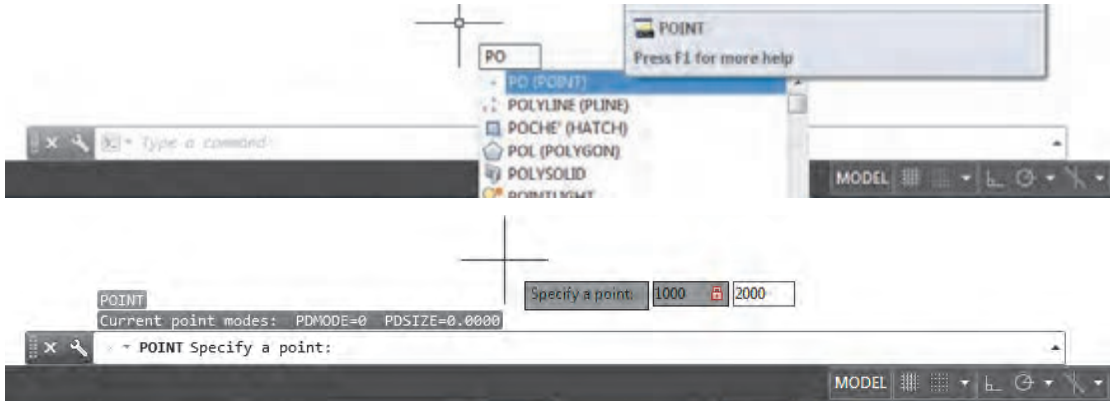 POINT
PO
Press F1 for more help
PO (POINT)
POLYLINE (PLINE)
POCHE' (HATCH)
Type a command
POL (POLYGON)
POLYSOLID
MODEL
POINTLIGHT
Specify a point: 1000 2000
POINT
Current point modes: PDMODE=0 PDSIZE=0.0000
POINT Specify a point:
MODEL